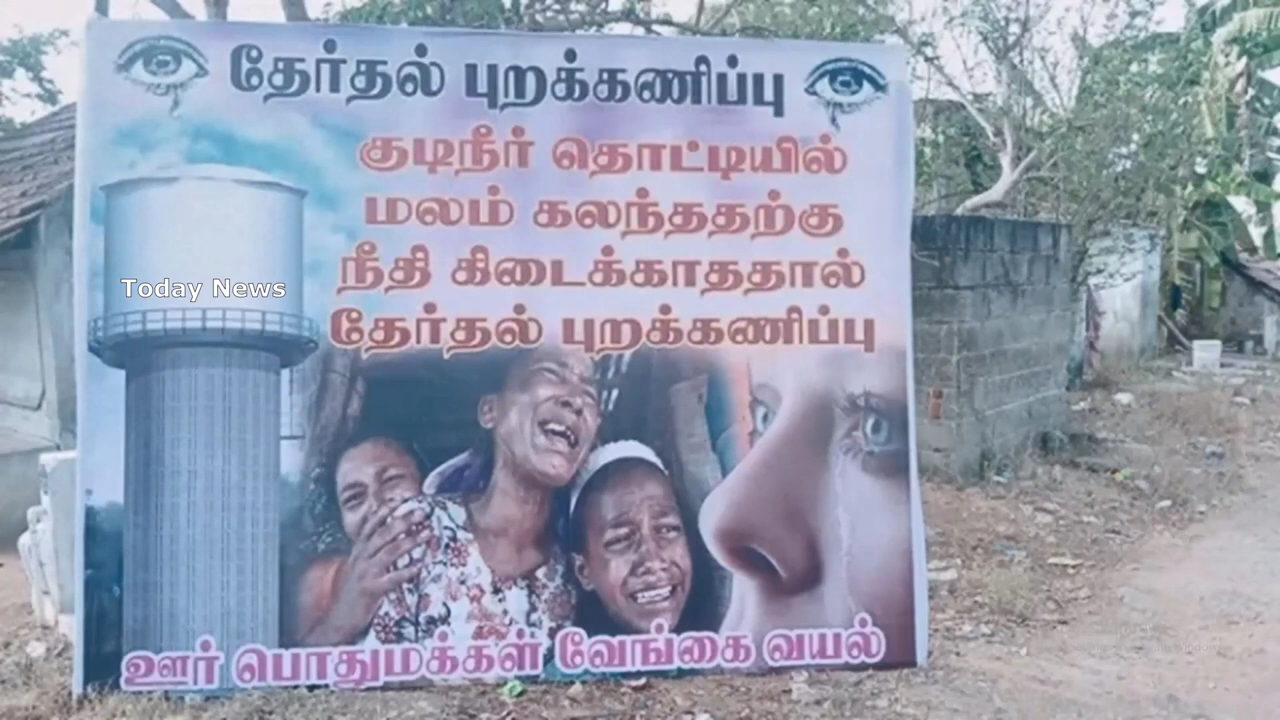 தேர்தல் புறக்கணிப்பு
குடிநீர் தொட்டியில்
மலம் கலந்ததற்கு
நீதி கிடைக்காததால்
தேர்தல் புறக்கணிப்பு
Today News
ஊர் பொதுமக்கள் வேங்கை வயல்